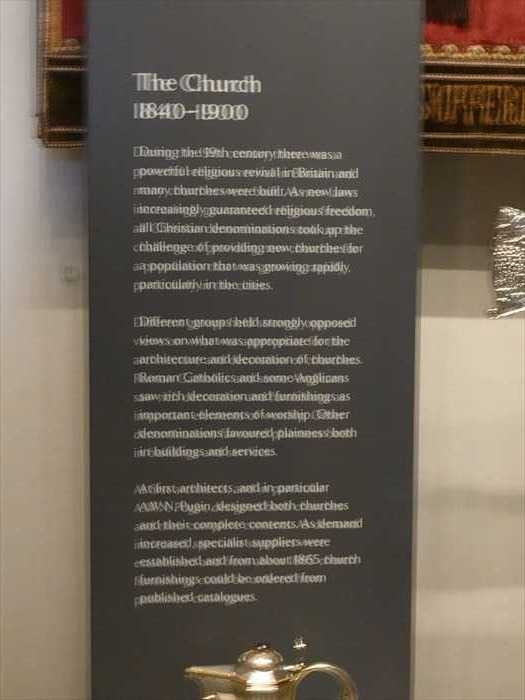 The Church
1840–1900
During the 19th century there was a
powerful religious revival in Britain and
many churches were built. As new laws
increasingly guaranteed religious freedom,
all Christian denominations took up the
challenge of providing new churches for
a population that was growing rapidly,
particularly in the cities.
Different groups held strongly opposed
views on what was appropriate for the
architecture and decoration of churches.
Roman Catholics and some Anglicans
saw rich decoration and furnishings as
important elements of worship. Other
denominations favoured plainness both
in buildings and services.
At first architects, and in particular
A.W.N. Pugin, designed both churches
and their complete contents. As demand
increased, specialist suppliers were
established and from about 1865 church
furnishings could be ordered from
published catalogues.